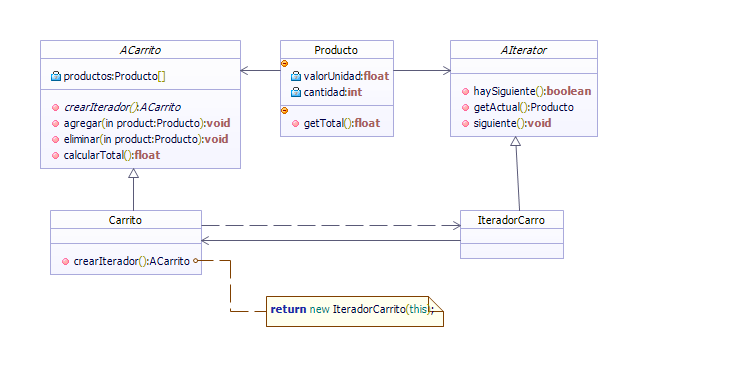 ACarrito
productos:Producto[]
crearIterador():ACarrito
agregar(in product:Producto):void
eliminar(in producto:Producto):void
calcularTotal():float
Producto
valorUnidad:float
cantidad:int
getTotal():float
AIterator
haySiguiente():boolean
getActual():Producto
siguiente():void
Carrito
crearIterador():ACarrito
IteradorCarro
return new IteradorCarrito(this);